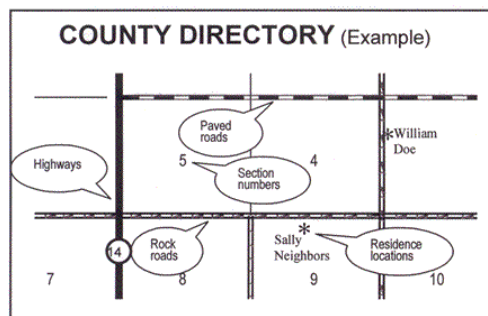 COUNTY DIRECTORY (Example)
Paved
roads
William
Doe
Highways
5
4
Section
numbers
14
Rock
roads
Sally
Neighbors
Residence
locations
7
8
9
10